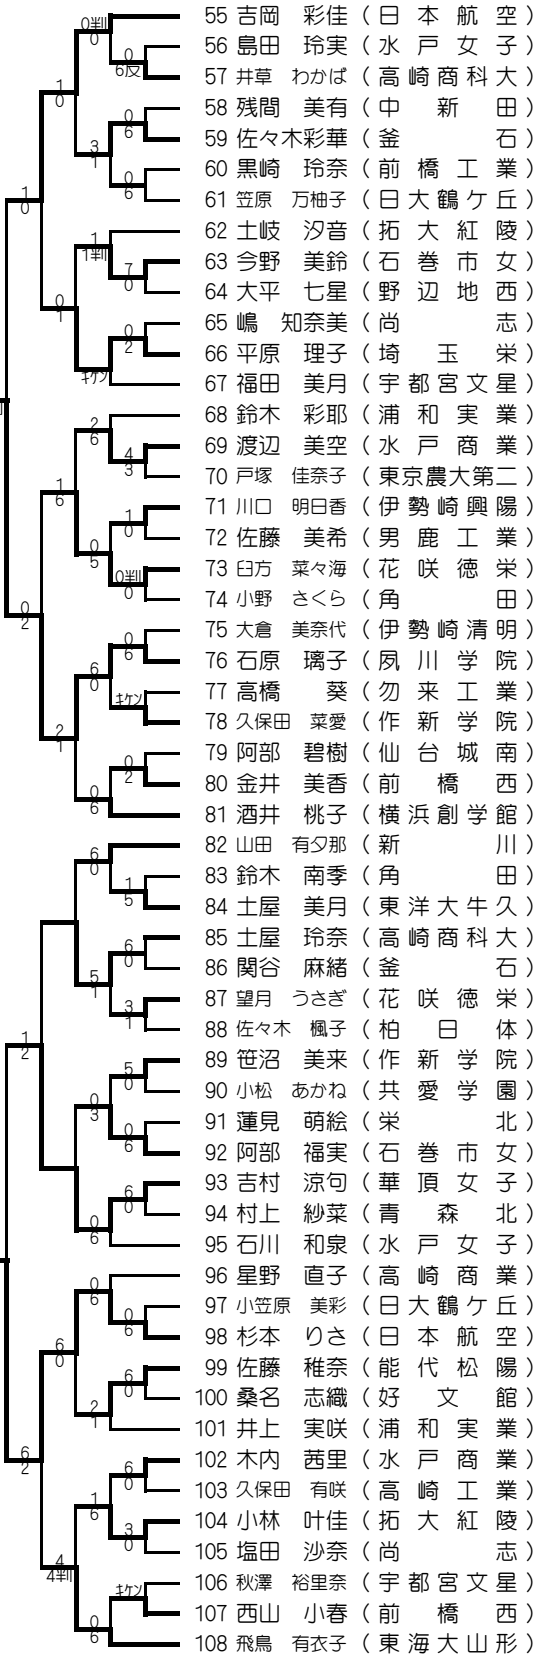 55 吉岡 彩佳 (日本航空)
56 島田 玲実 (水戸女子)
57 井草 わかば (高崎商科大)
58 残間 美有 (中新田)
59 佐々木彩華 (釜石)
60 黒崎 玲奈 (前橋工業)
61 笠原 万柚子 (日大鶴ケ丘)
62 土岐 汐音 (拓大紅陵)
63 今野 美鈴 (石巻市女)
64 大平 七星 (野辺地西)
65 嶋 知奈美 (尚志)
66 平原 理子 (埼玉栄)
67 福田 美月 (宇都宮文星)
68 鈴木 彩耶 (浦和実業)
69 渡辺 美空 (水戸商業)
70 戸塚 佳奈子 (東京農大第二)
71 川口 明日香 (伊勢崎興陽)
72 佐藤 美希 (男鹿工業)
73 臼方 菜々海 (花咲徳栄)
74 小野 さくら (角田)
75 大倉 美奈代 (伊勢崎清明)
76 石原 璃子 (夙川学院)
77 高橋 葵 (勿来工業)
78 久保田 菜愛 (作新学院)
79 阿部 碧樹 (仙台城南)
80 金井 美香 (前橋西)
81 酒井 桃子 (横浜創学館)
82 山田 有夕那 (新川)
83 鈴木 南季 (角田)
84 土屋 美月 (東洋大牛久)
85 土屋 玲奈 (高崎商科大)
86 関谷 麻緒 (釜石)
87 望月 うさぎ (花咲徳栄)
88 佐々木 楓子 (柏日体)
89 笹沼 美来 (作新学院)
90 小松 あかね (共愛学園)
91 蓮見 萌絵 (栄北)
92 阿部 福実 (石巻市女)
93 吉村 涼句 (華頂女子)
94 村上 紗菜 (青森北)
95 石川 和泉 (水戸女子)
96 星野 直子 (高崎商業)
97 小笠原 美彩 (日大鶴ケ丘)
98 杉本 りさ (日本航空)
99 佐藤 稚奈 (能代松陽)
100 桑名 志織 (好文館)
101 井上 実咲 (浦和実業)
102 木内 茜里 (水戸商業)
103 久保田 有咲 (高崎工業)
104 小林 叶佳 (拓大紅陵)
105 塩田 沙奈 (尚志)
106 秋澤 裕里奈 (宇都宮文星)
107 西山 小春 (前橋西)
108 飛鳥 有衣子 (東海大山形)